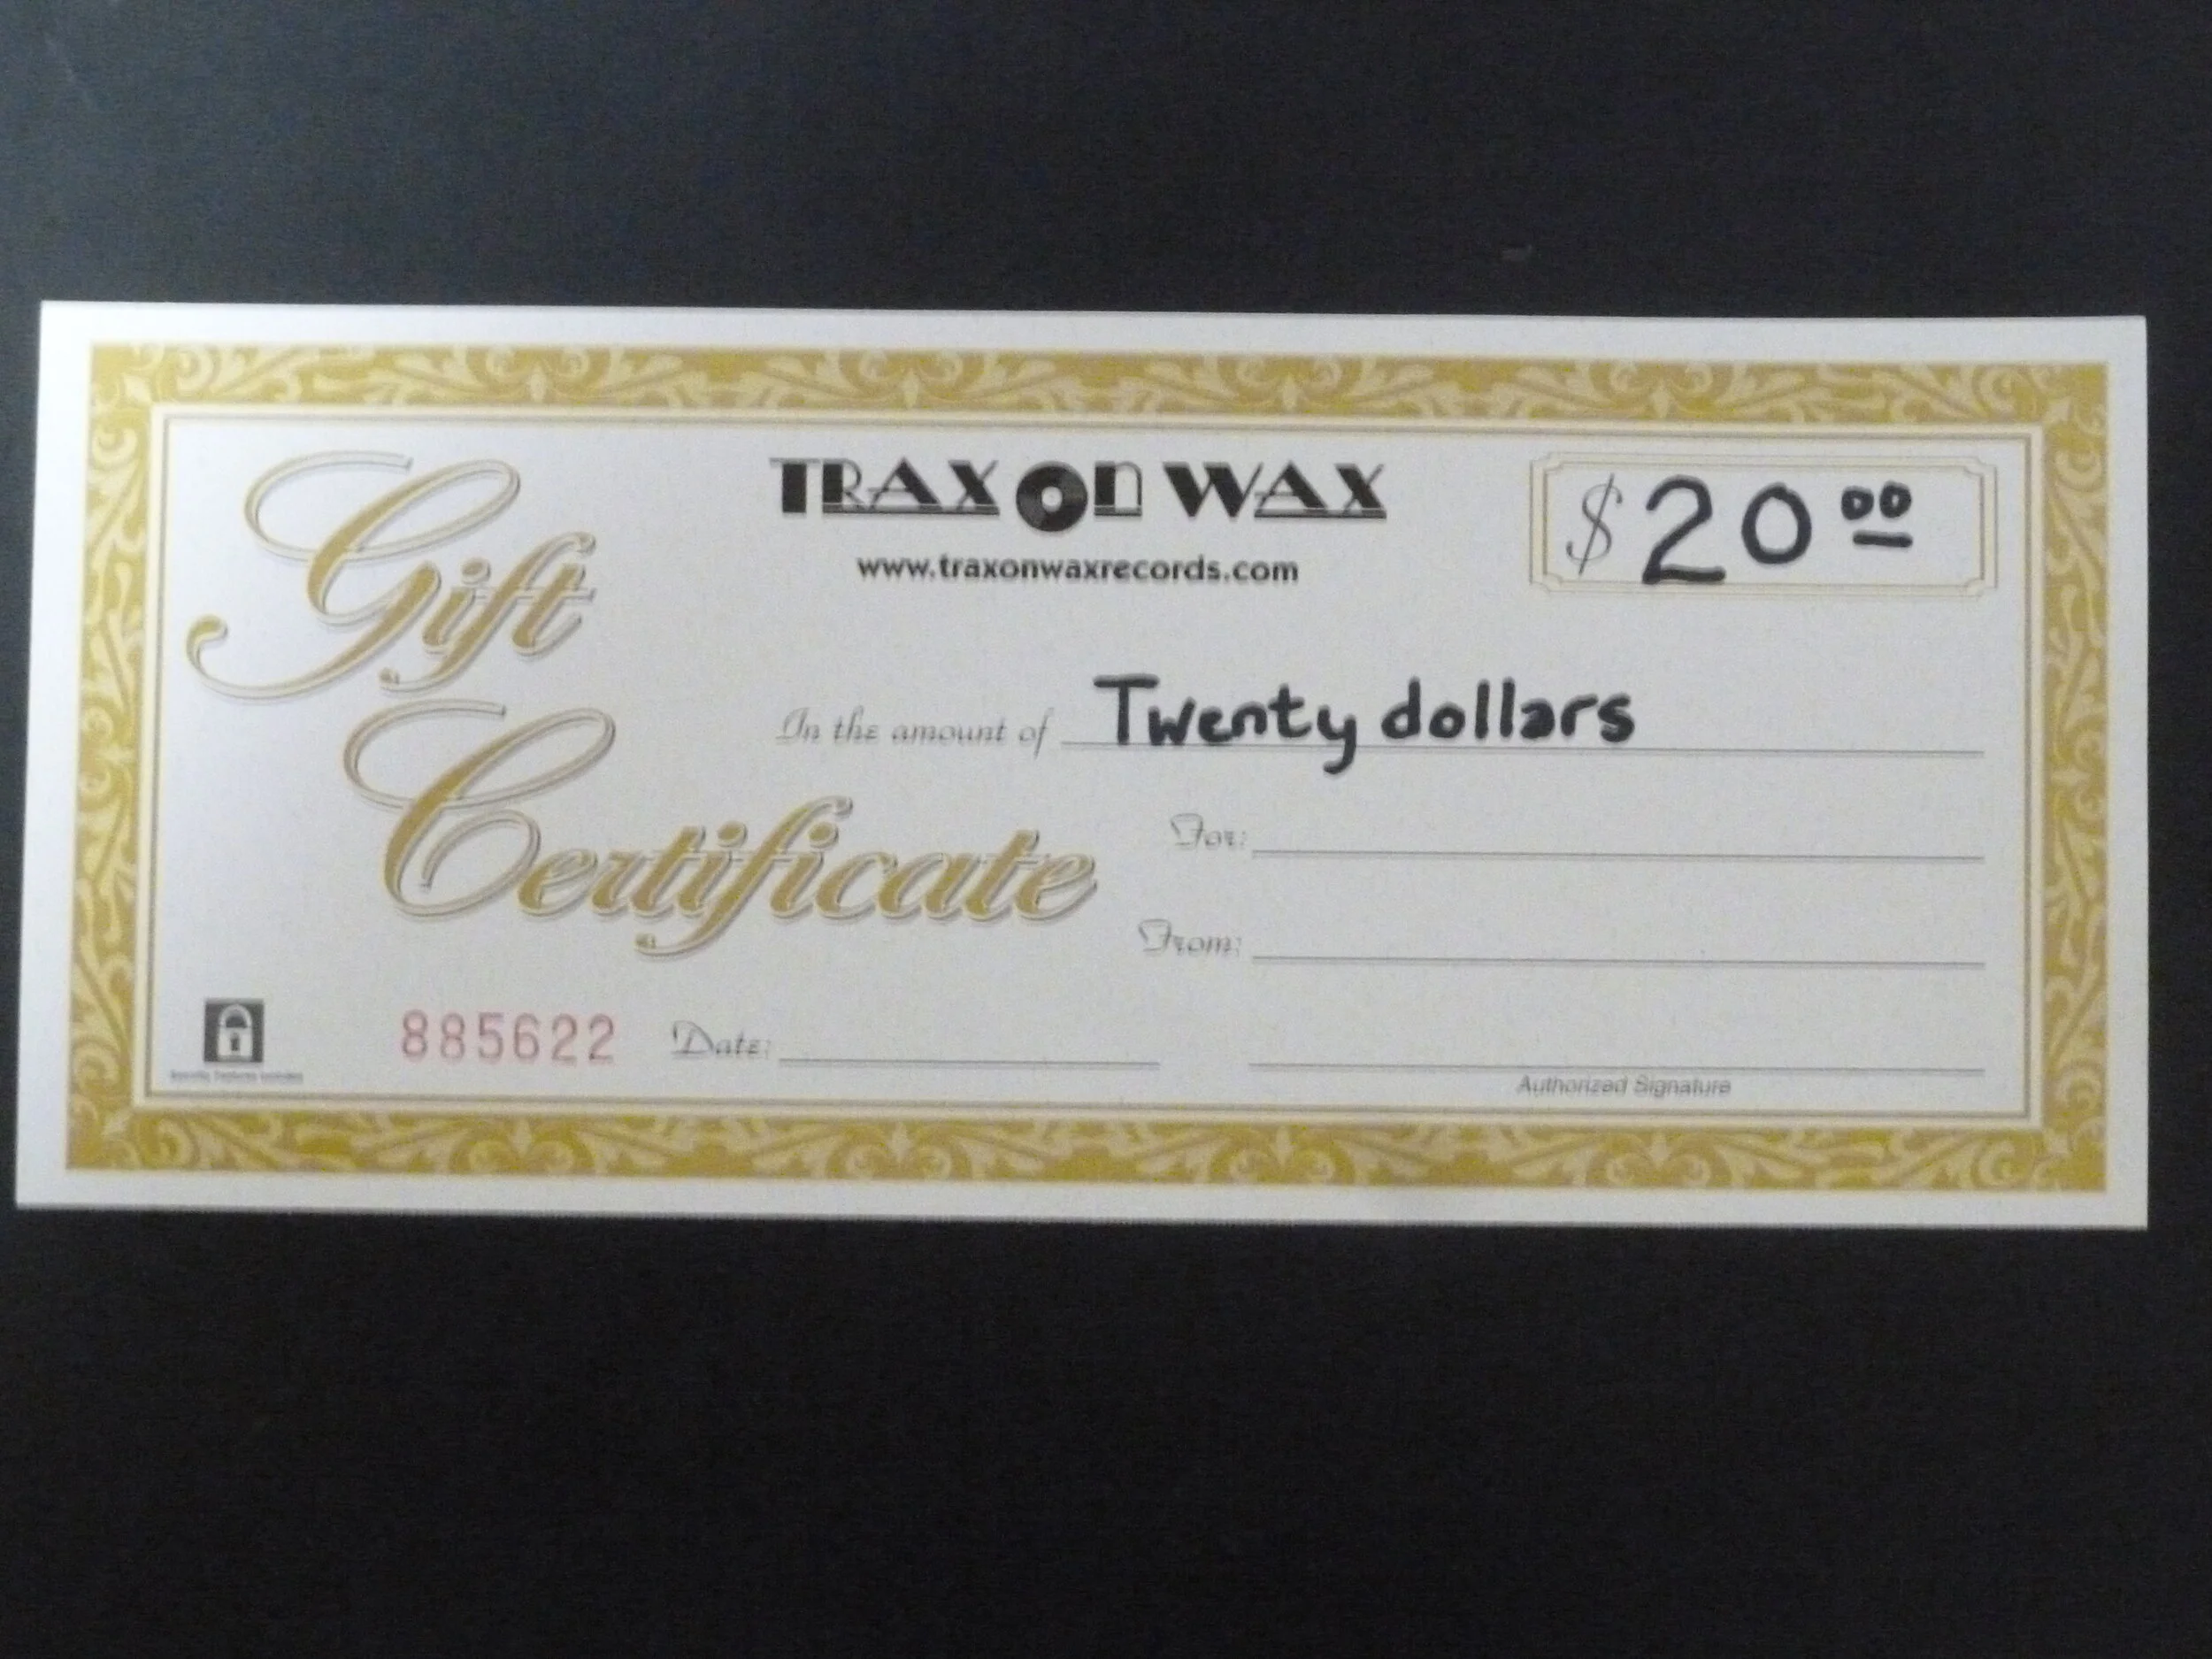 Gift Certificate
TRAX ON WAX
www.traxonwaxrecords.com
$ 20 00
In the amount of Twenty dollars
For:
From:
885622 Date:
Authorized Signature